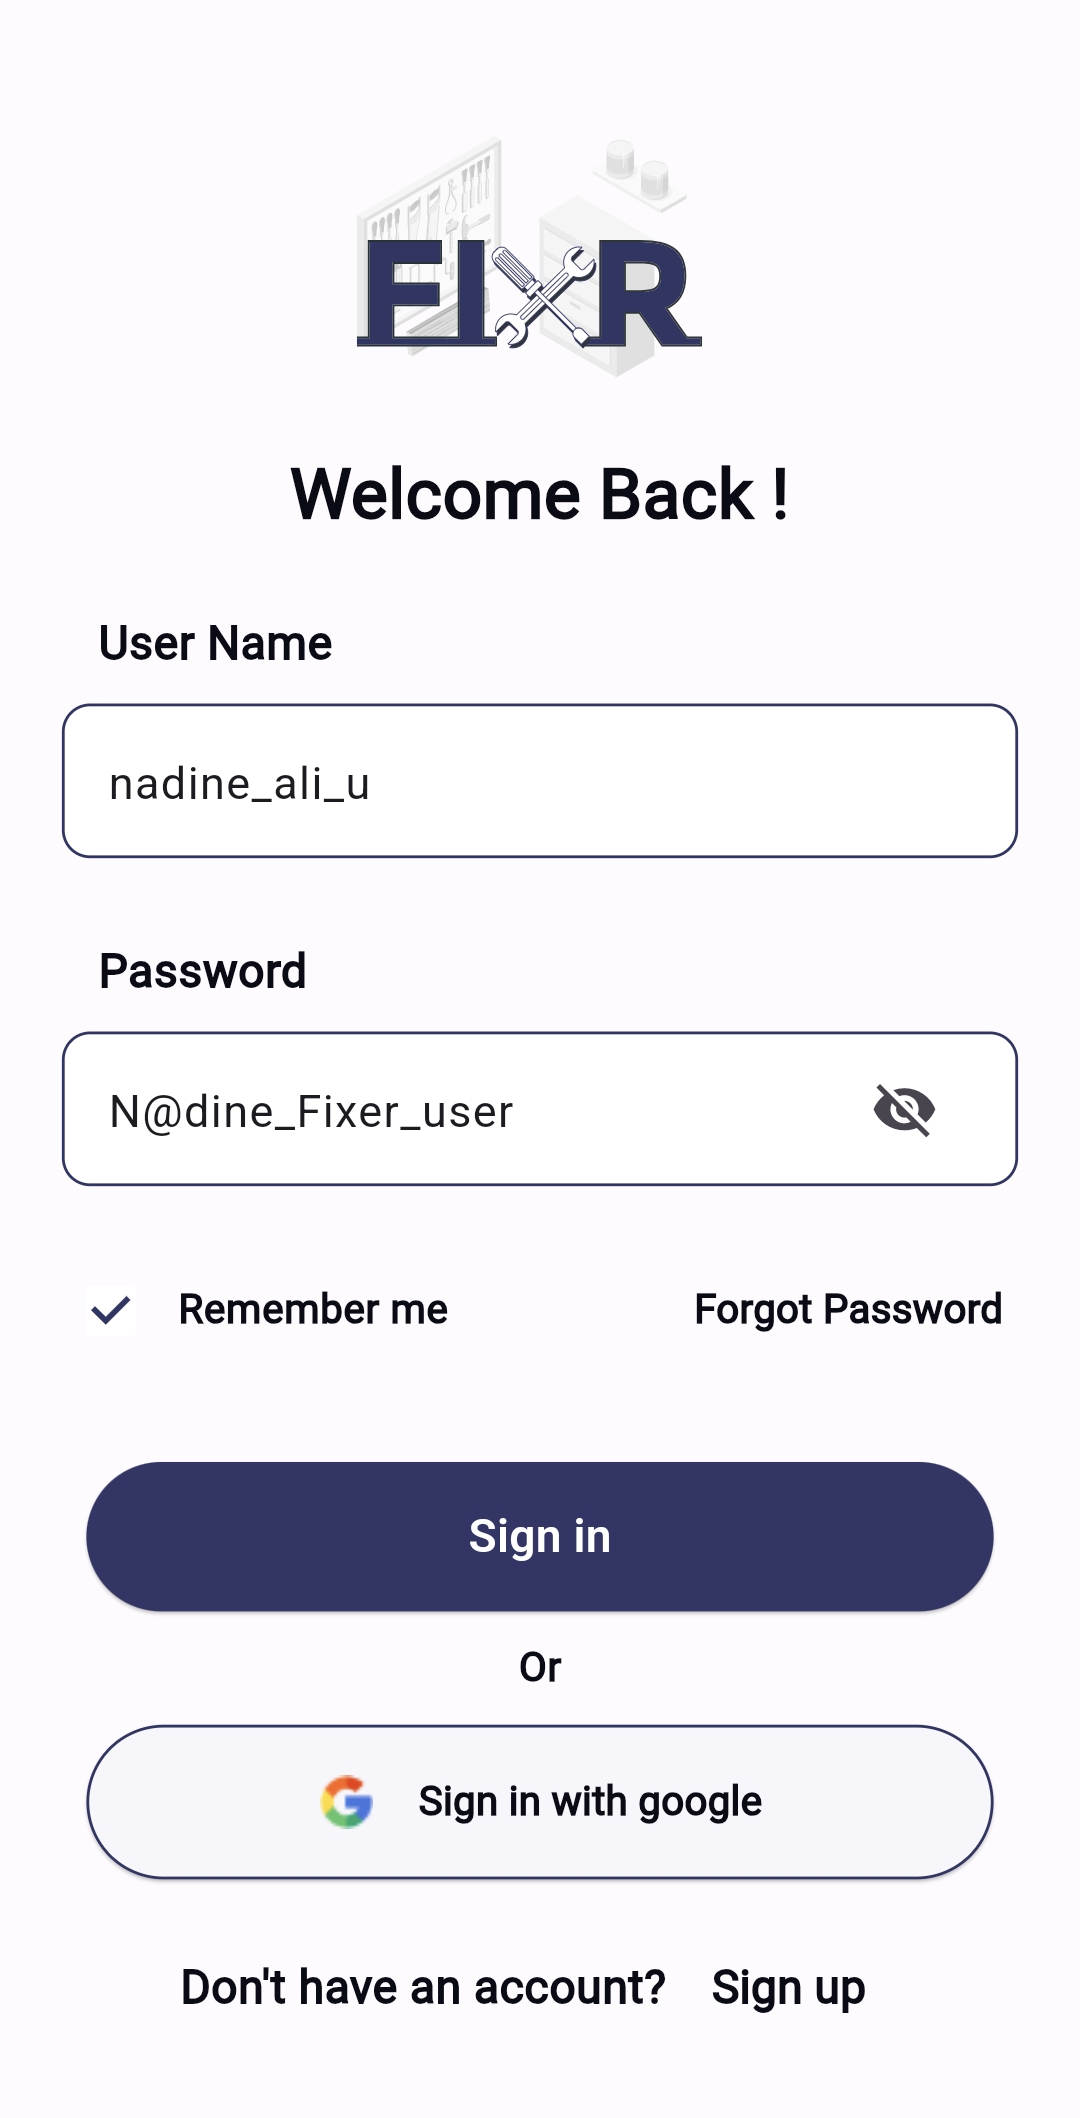 FIXR
Welcome Back !
User Name
nadine_ali_u
Password
N@dine_Fixer_user
Remember me
Forgot Password
Sign in
Or
Sign in with google
Don't have an account? Sign up